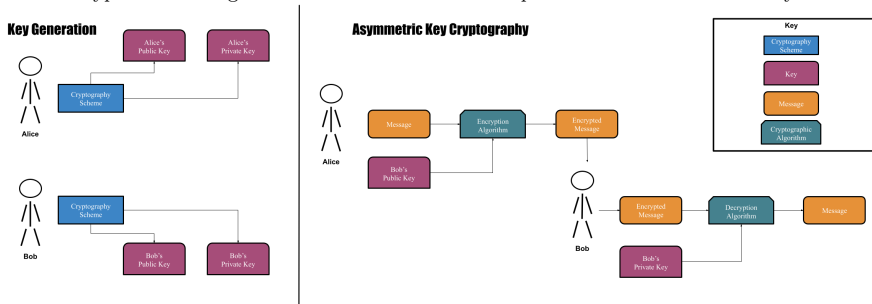 Key Generation
Alice's
Public Key
Alice's
Private Key
Cryptography
Scheme
Alice
Cryptography
Scheme
Bob
Bob's
Public Key
Bob's
Private Key
Asymmetric Key Cryptography
Alice
Message
Encryption
Algorithm
Encrypted
Message
Bob's
Public Key
Bob
Encrypted
Message
Decryption
Algorithm
Message
Bob's
Private Key
Key
Cryptography
Scheme
Key
Message
Cryptographic
Algorithm